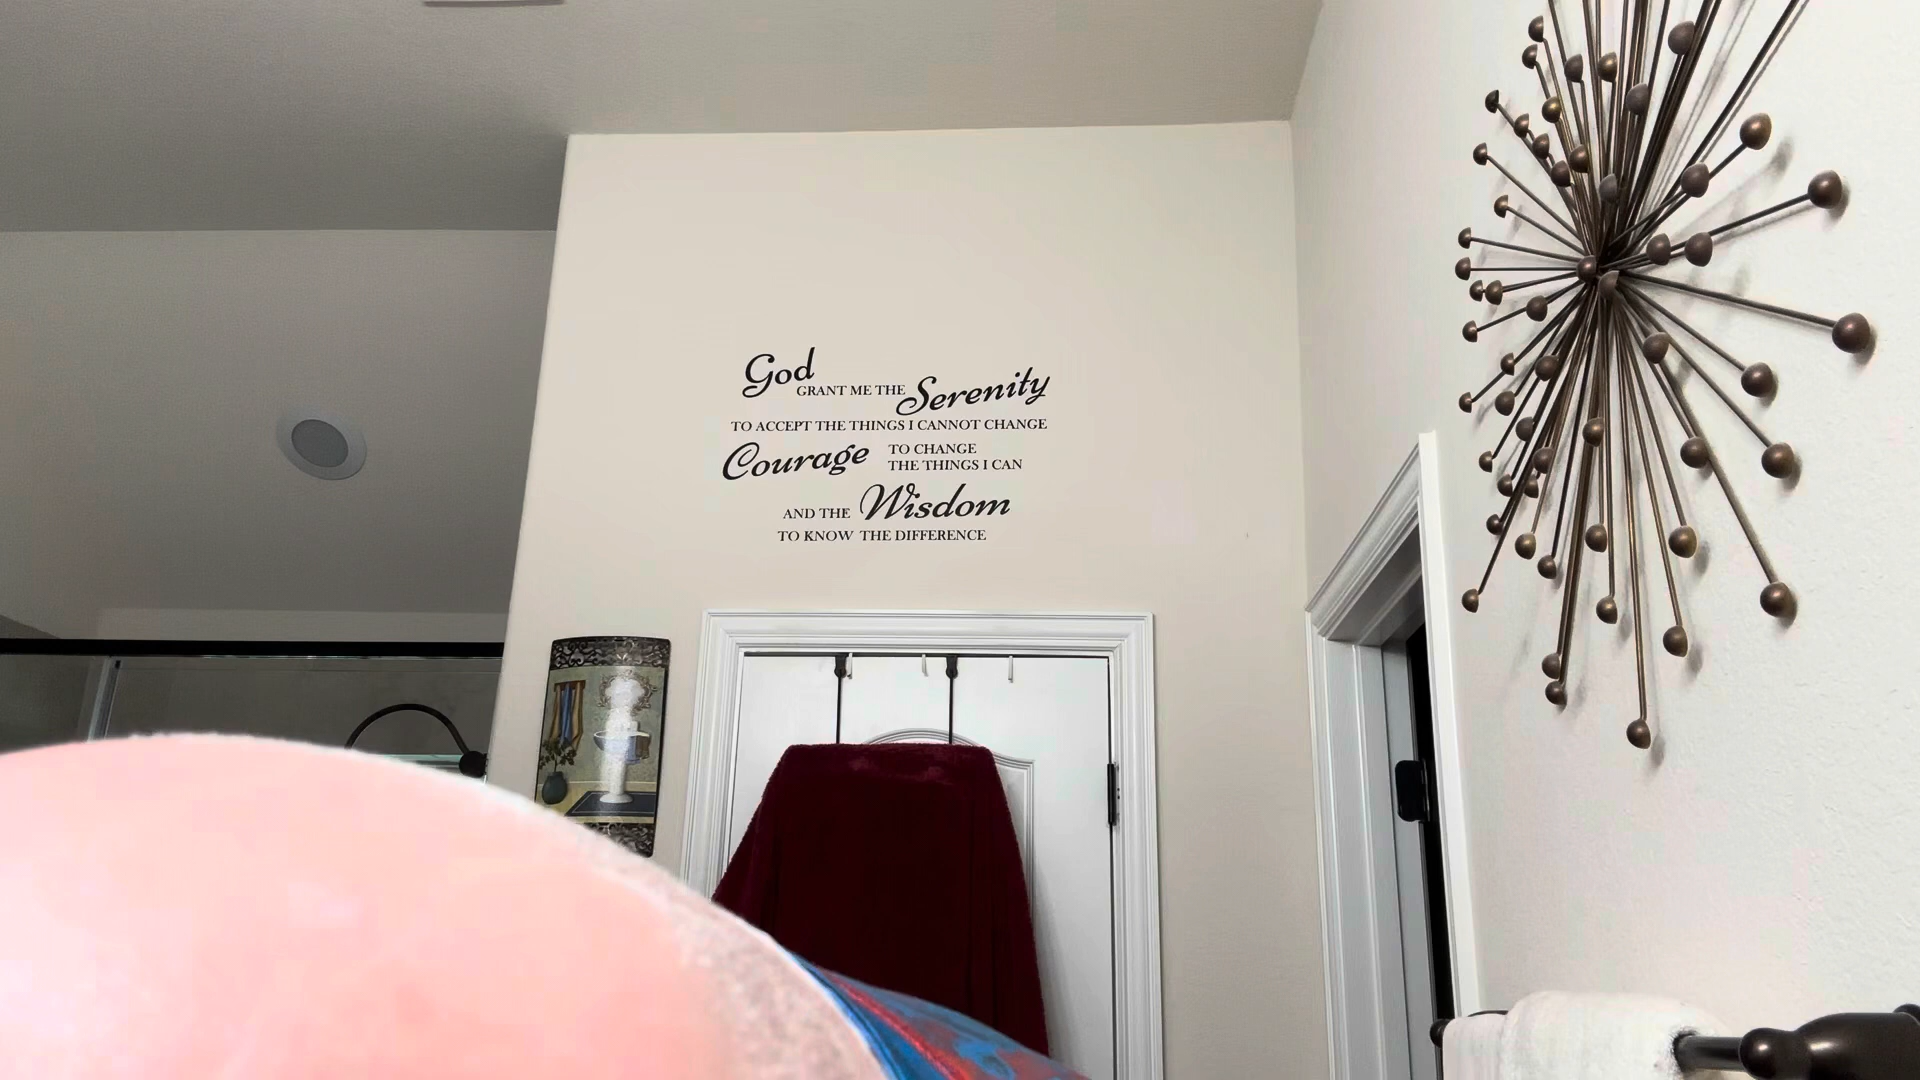 God GRANT ME THE Serenity
TO ACCEPT THE THINGS I CANNOT CHANGE
Courage TO CHANGE
THE THINGS I CAN
AND THE Wisdom
TO KNOW THE DIFFERENCE